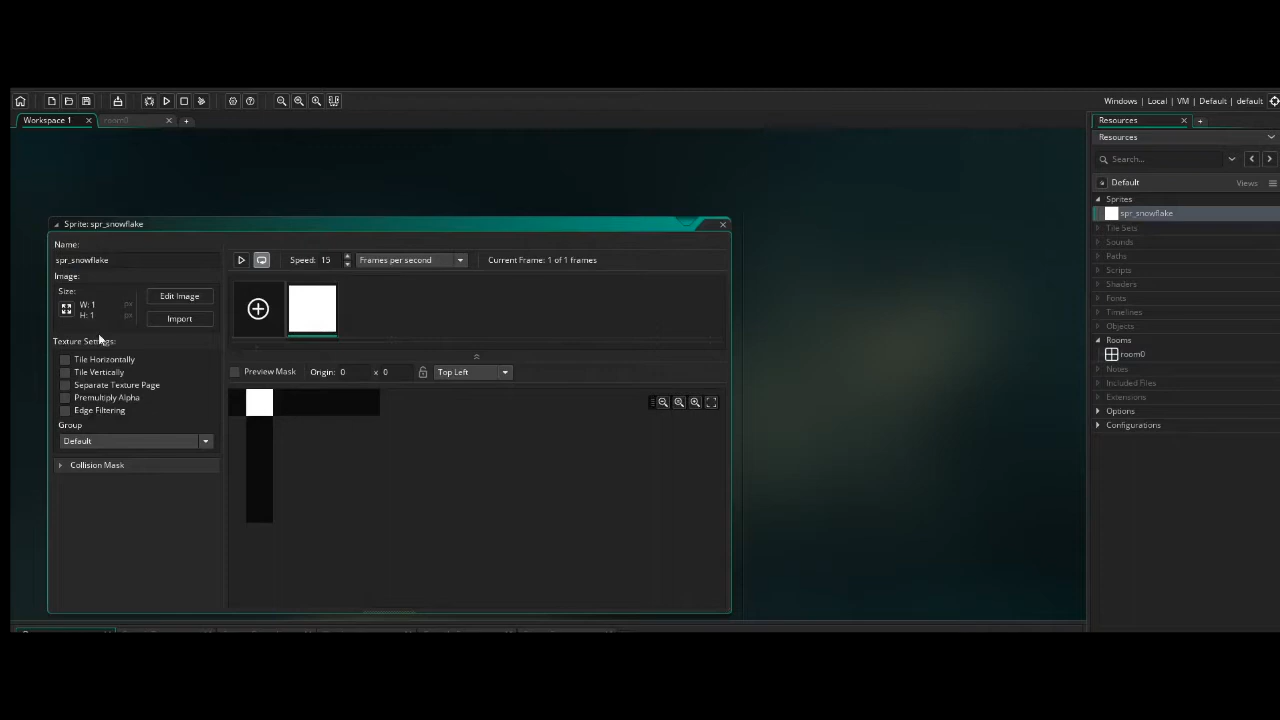 Windows | Local | VM | Default | default
Workspace 1
room0
Resources
Resources
Search...
Default
Views
Sprites
spr_snowflake
Tile Sets
Sounds
Paths
Scripts
Shaders
Fonts
Timelines
Objects
Rooms
room0
Notes
Included Files
Extensions
Options
Configurations
Sprite: spr_snowflake
Name:
spr_snowflake
Image:
Size:
W: 1 px
H: 1 px
Edit Image
Import
Texture Settings:
Tile Horizontally
Tile Vertically
Separate Texture Page
Premultiply Alpha
Edge Filtering
Group
Default
Collision Mask
Speed: 15
Frames per second
Current Frame: 1 of 1 frames
Preview Mask
Origin: 0 x 0
Top Left